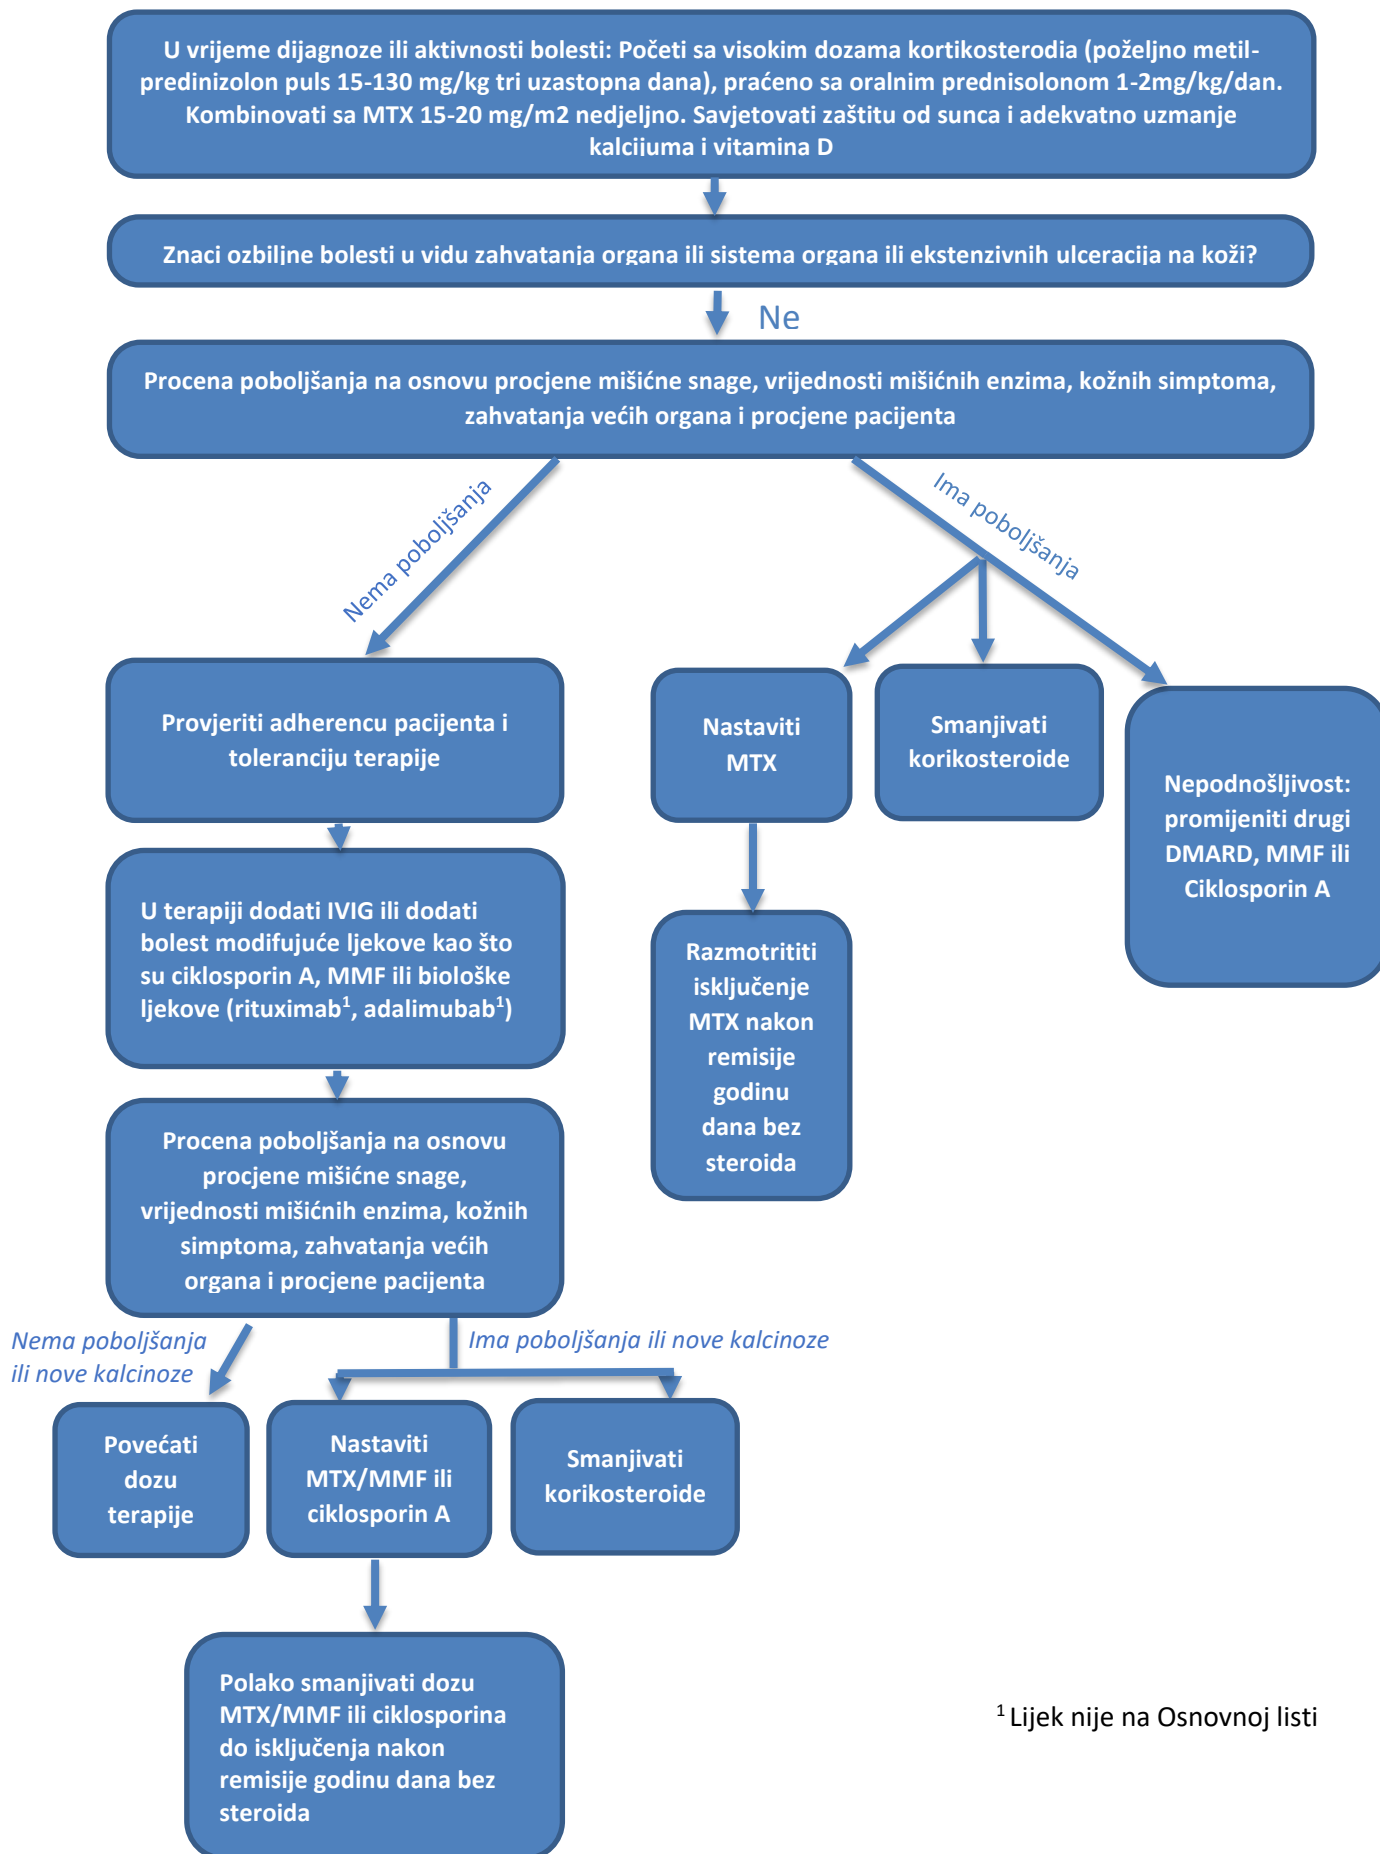 U vrijeme dijagnoze ili aktivnosti bolesti: Početi sa visokim dozama kortikosterodia (poželjno metil-
predinizolon puls 15-130 mg/kg tri uzastopna dana), praćeno sa oralnim prednisolonom 1-2mg/kg/dan.
Kombinovati sa MTX 15-20 mg/m2 nedjeljno. Savjetovati zaštitu od sunca i adekvatno uzmanje
kalcijuma i vitamina D
Znaci ozbiljne bolesti u vidu zahvatanja organa ili sistema organa ili ekstenzivnih ulceracija na koži?
Ne
Procena poboljšanja na osnovu procjene mišićne snage, vrijednosti mišićnih enzima, kožnih simptoma,
zahvatanja većih organa i procjene pacijenta
Nema poboljšanja
Ima poboljšanja
Provjeriti adherencu pacijenta i
toleranciju terapije
Nastaviti
MTX
Smanjivati
korikosteroide
Nepodnošljivost:
promijeniti drugi
DMARD, MMF ili
Ciklosporin A
U terapiji dodati IVIG ili dodati
bolest modifujuće ljekove kao što
su ciklosporin A, MMF ili biološke
ljekove (rituximab¹, adalimubab¹)
Razmotrititi
isključenje
MTX nakon
remisije
godinu
dana bez
steroida
Procena poboljšanja na osnovu
procjene mišićne snage,
vrijednosti mišićnih enzima, kožnih
simptoma, zahvatanja većih
organa i procjene pacijenta
Nema poboljšanja
ili nove kalcinoze
Ima poboljšanja ili nove kalcinoze
Povećati
dozu
terapije
Nastaviti
MTX/MMF ili
ciklosporin A
Smanjivati
korikosteroide
Polako smanjivati dozu
MTX/MMF ili ciklosporina
do isključenja nakon
remisije godinu dana bez
steroida
¹ Lijek nije na Osnovnoj listi